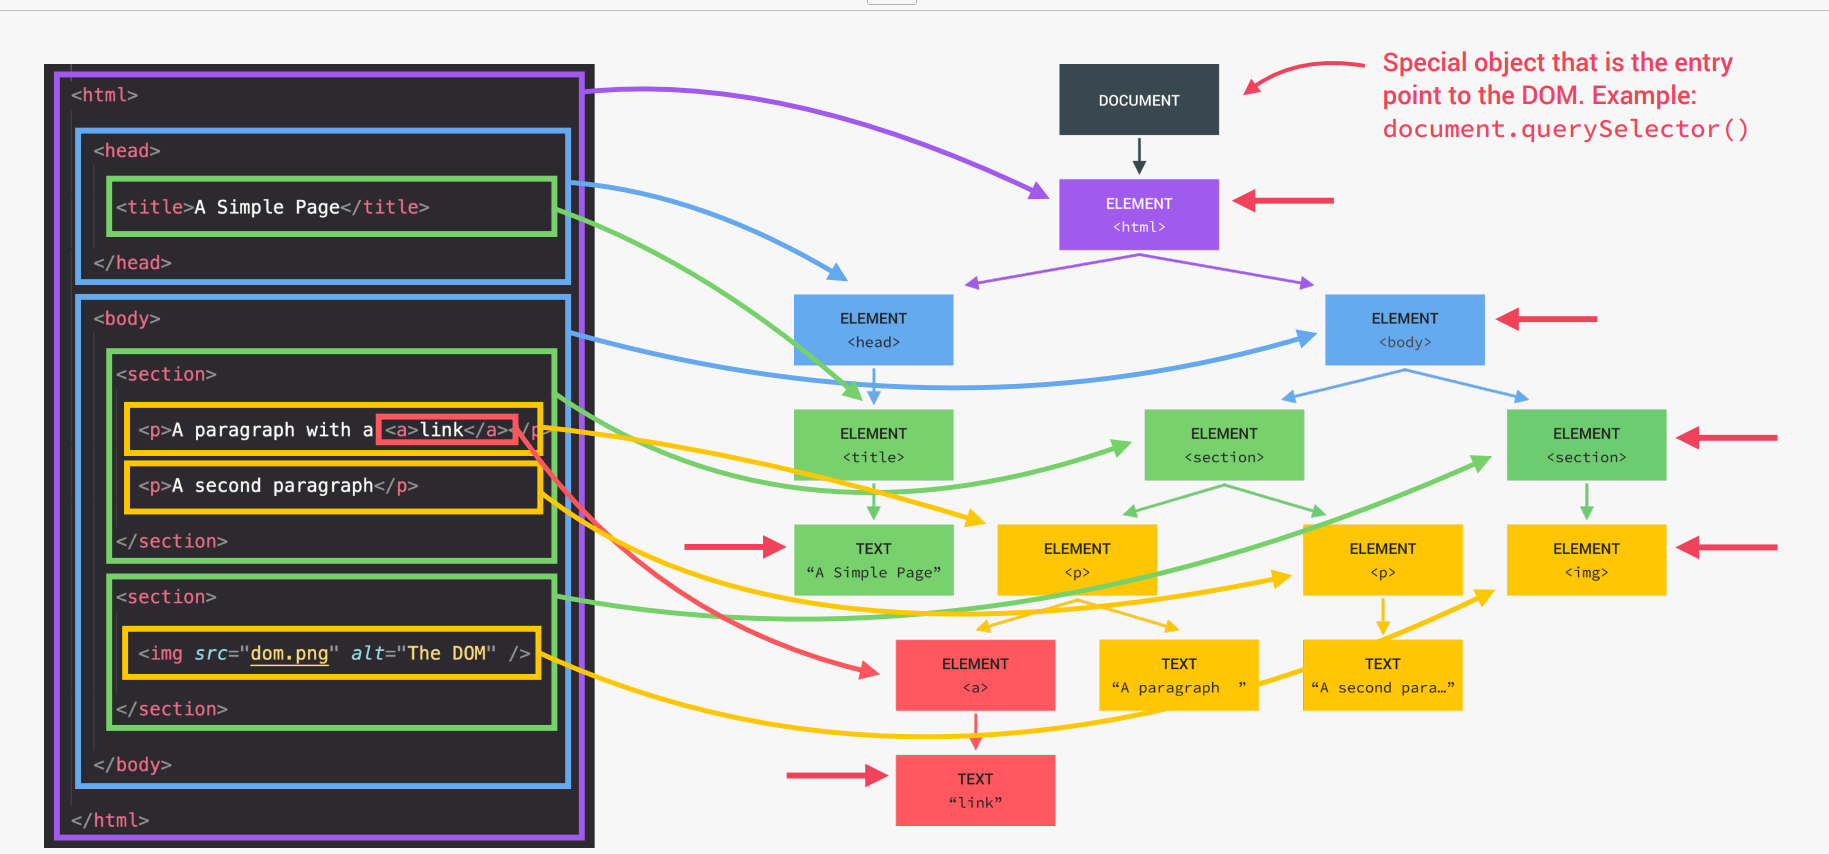 <html>
<head>
<title>A Simple Page</title>
</head>
<body>
<section>
<p>A paragraph with a <a>link</a></p
<p>A second paragraph</p>
</section>
<section>
<img src="dom.png" alt="The DOM" />
</section>
</body>
</html>
Special object that is the entry
point to the DOM. Example:
document.querySelector()
DOCUMENT
ELEMENT
<html>
ELEMENT
<head>
ELEMENT
<body>
ELEMENT
<title>
ELEMENT
<section>
ELEMENT
<section>
TEXT
“A Simple Page”
ELEMENT
<p>
ELEMENT
<p>
ELEMENT
<img>
ELEMENT
<a>
TEXT
“A paragraph  ”
TEXT
“A second para…”
TEXT
“link”